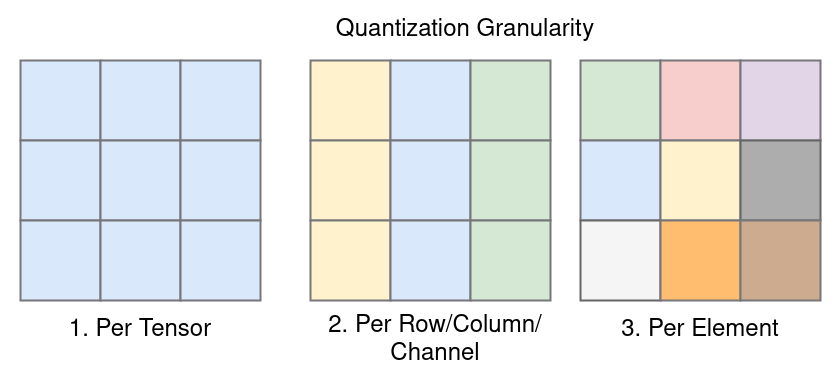 Quantization Granularity
1. Per Tensor
2. Per Row/Column/
Channel
3. Per Element